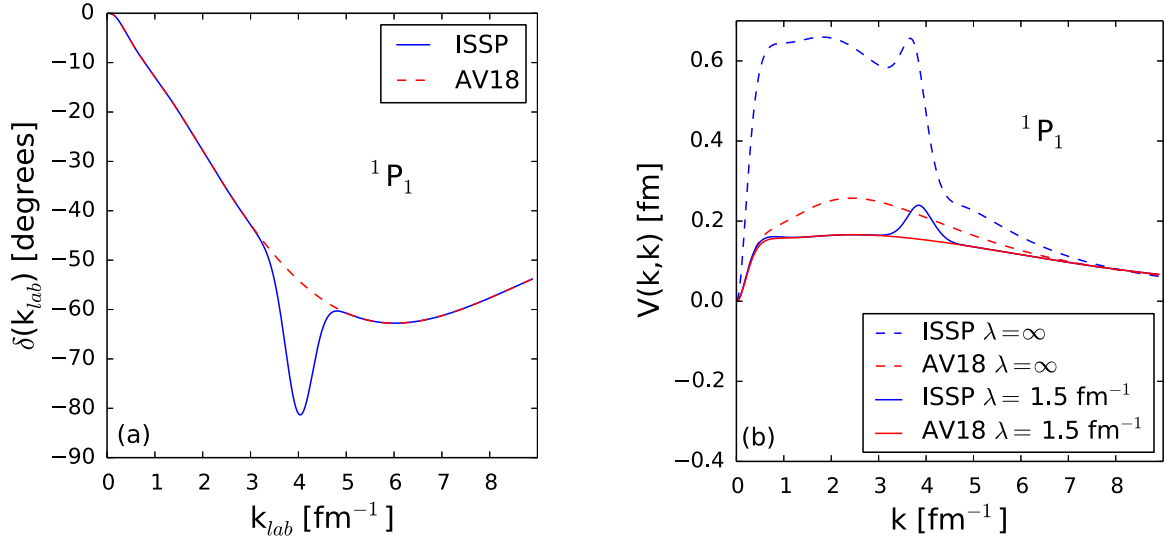 0
−10
−20
−30
−40
−50
−60
−70
−80
−90
δ(k_lab) [degrees]
ISSP
AV18
¹P₁
(a)
0 1 2 3 4 5 6 7 8
k_lab [fm⁻¹]
0.6
0.4
0.2
0.0
−0.2
−0.4
V(k,k) [fm]
¹P₁
ISSP λ=∞
AV18 λ=∞
ISSP λ= 1.5 fm⁻¹
AV18 λ= 1.5 fm⁻¹
(b)
0 1 2 3 4 5 6 7 8
k [fm⁻¹]